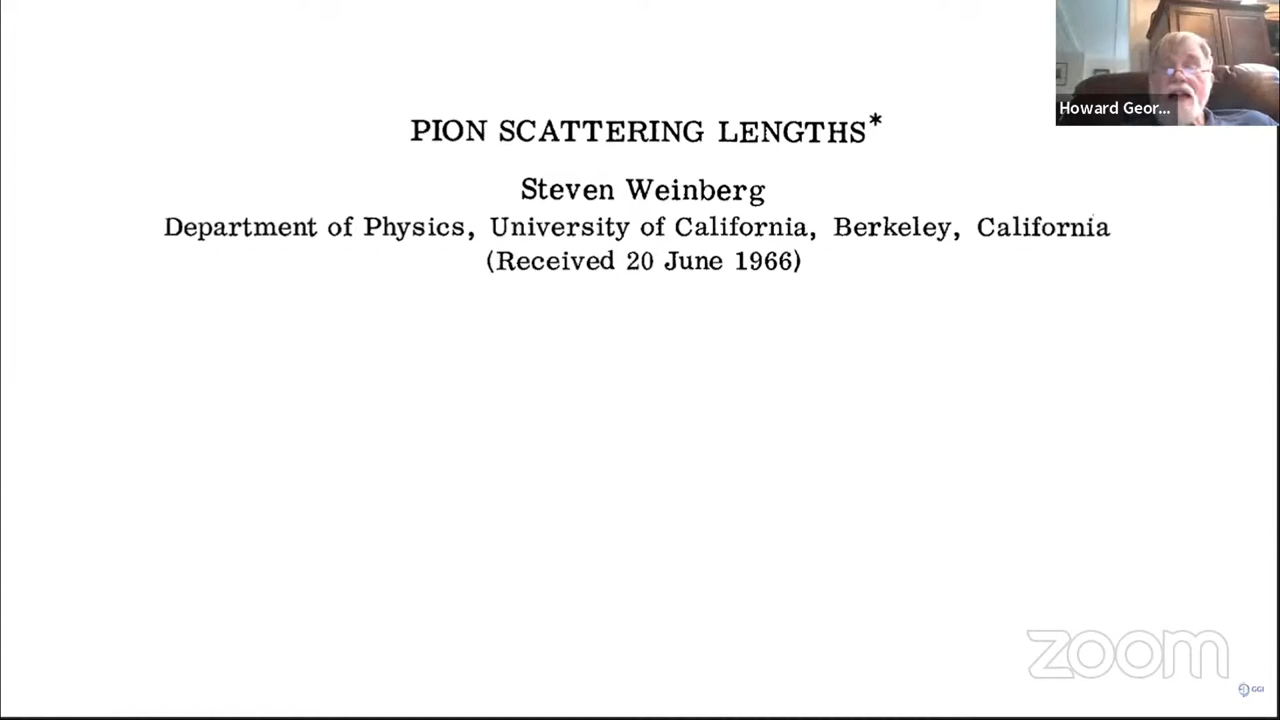 PION SCATTERING LENGTHS*
Steven Weinberg
Department of Physics, University of California, Berkeley, California
(Received 20 June 1966)
Howard Geor...
zoom
GGI